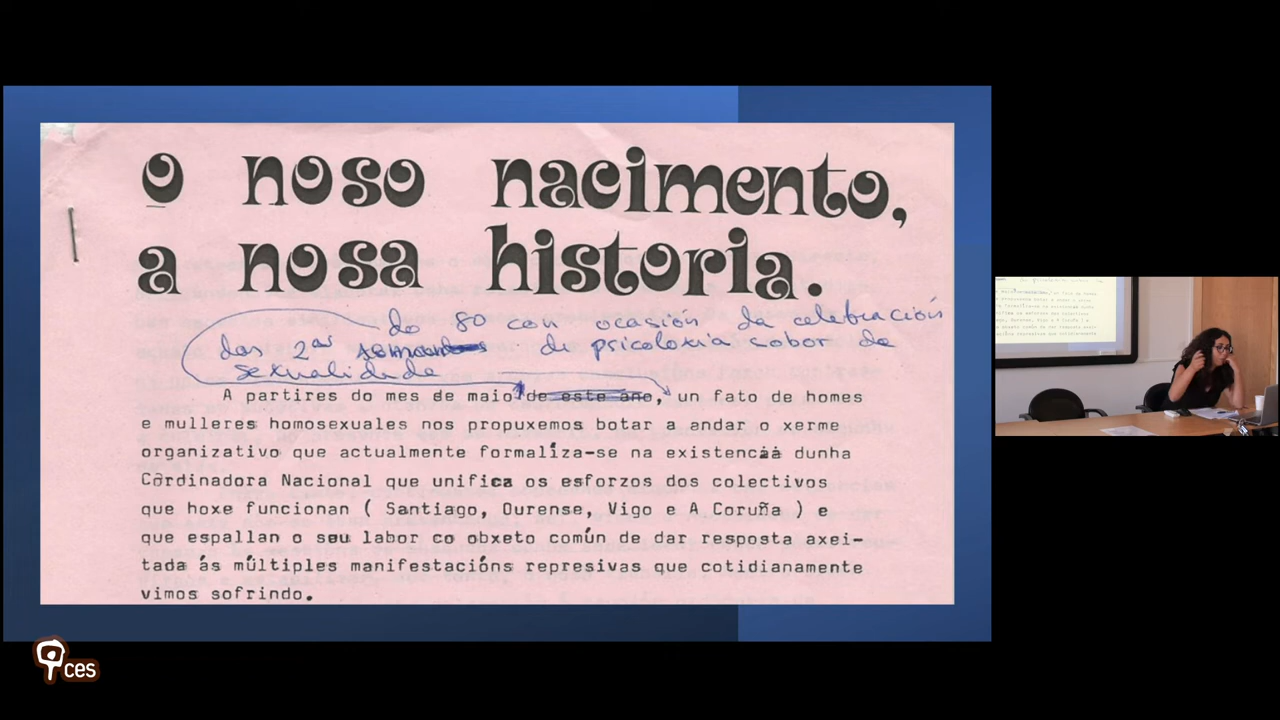 o noso nacimento,
a nosa historia.
do 80 con ocasión da celebración
das 2as semanas de psicoloxia sobor da
sexualidade
A partires do mes de maio de este ano, un fato de homes
e mulleres homosexuales nos propuxemos botar a andar o xerme
organizativo que actualmente formalíza-se na existencia dunha
Cordinadora Nacional que unifica os esforzos dos colectivos
que hoxe funcionan ( Santiago, Ourense, Vigo e A Coruña ) e
que espallan o seu labor co obxeto común de dar resposta axei-
tada ás múltiples manifestacións represivas que cotidianamente
vimos sofrindo.
ces